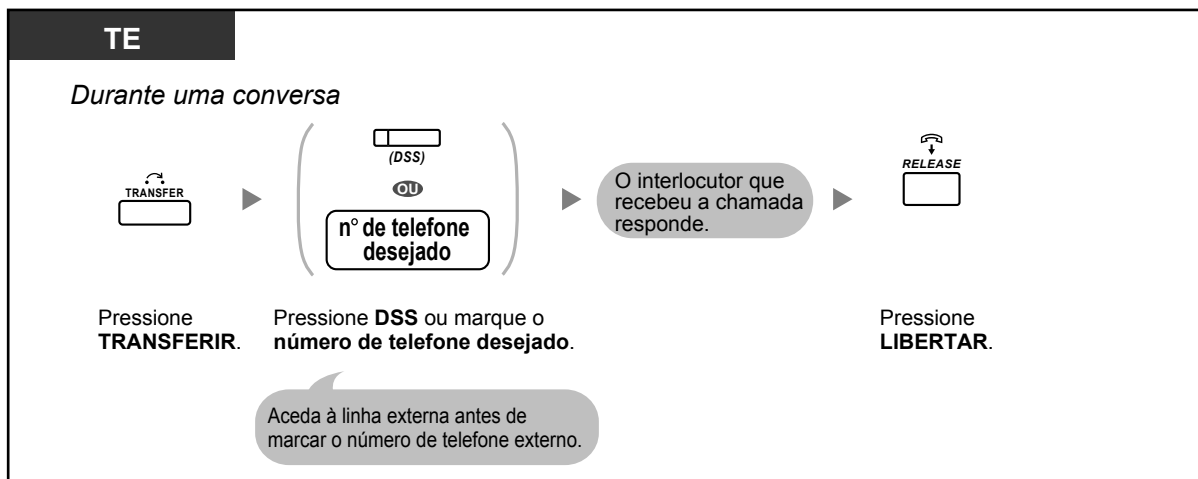 TE
Durante uma conversa
TRANSFER
(DSS)
OU
n° de telefone
desejado
O interlocutor que
recebeu a chamada
responde.
RELEASE
Pressione
TRANSFERIR.
Pressione DSS ou marque o
número de telefone desejado.
Pressione
LIBERTAR.
Aceda à linha externa antes de
marcar o número de telefone externo.